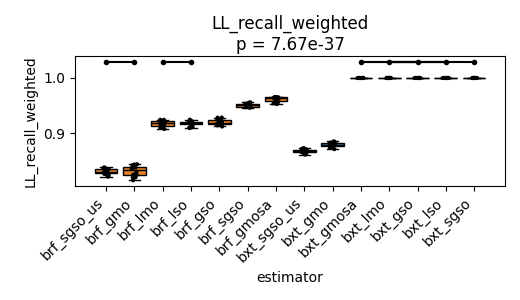 LL_recall_weighted
p = 7.67e-37
LL_recall_weighted
1.0
0.9
brf_sgso_us
brf_gmo
brf_lmo
brf_lso
brf_gso
brf_sgso
brf_gmosa
bxt_sgso_us
bxt_gmo
bxt_gmosa
bxt_lmo
bxt_gso
bxt_lso
bxt_sgso
estimator